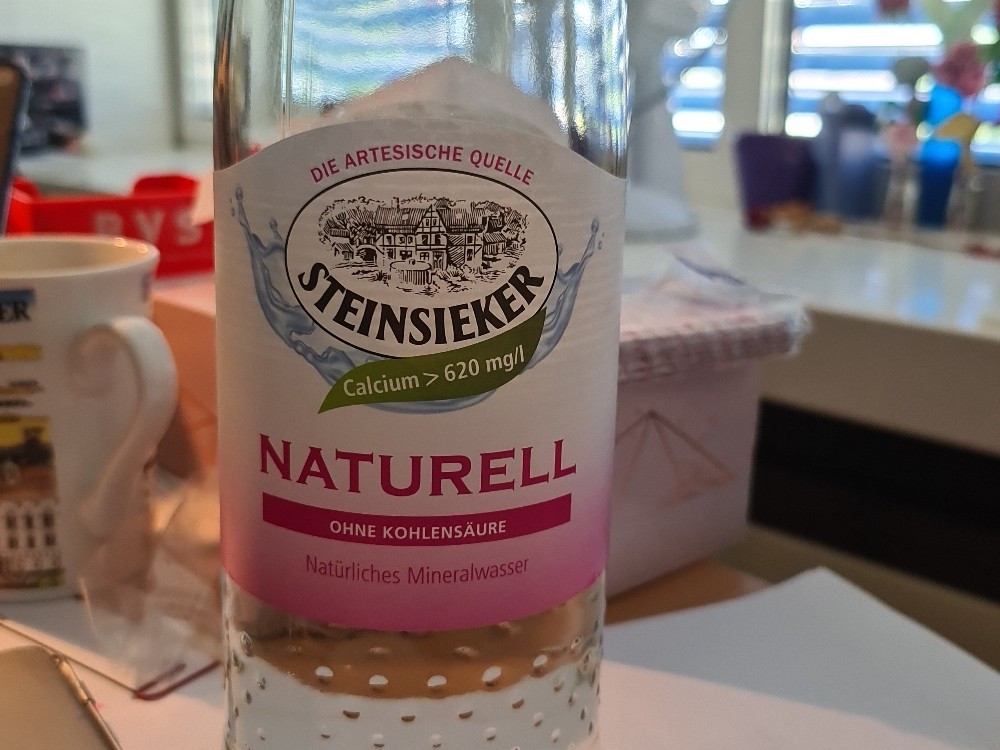 DIE ARTESISCHE QUELLE
STEINSIEKER
Calcium > 620 mg/l
NATURELL
OHNE KOHLENSÄURE
Natürliches Mineralwasser